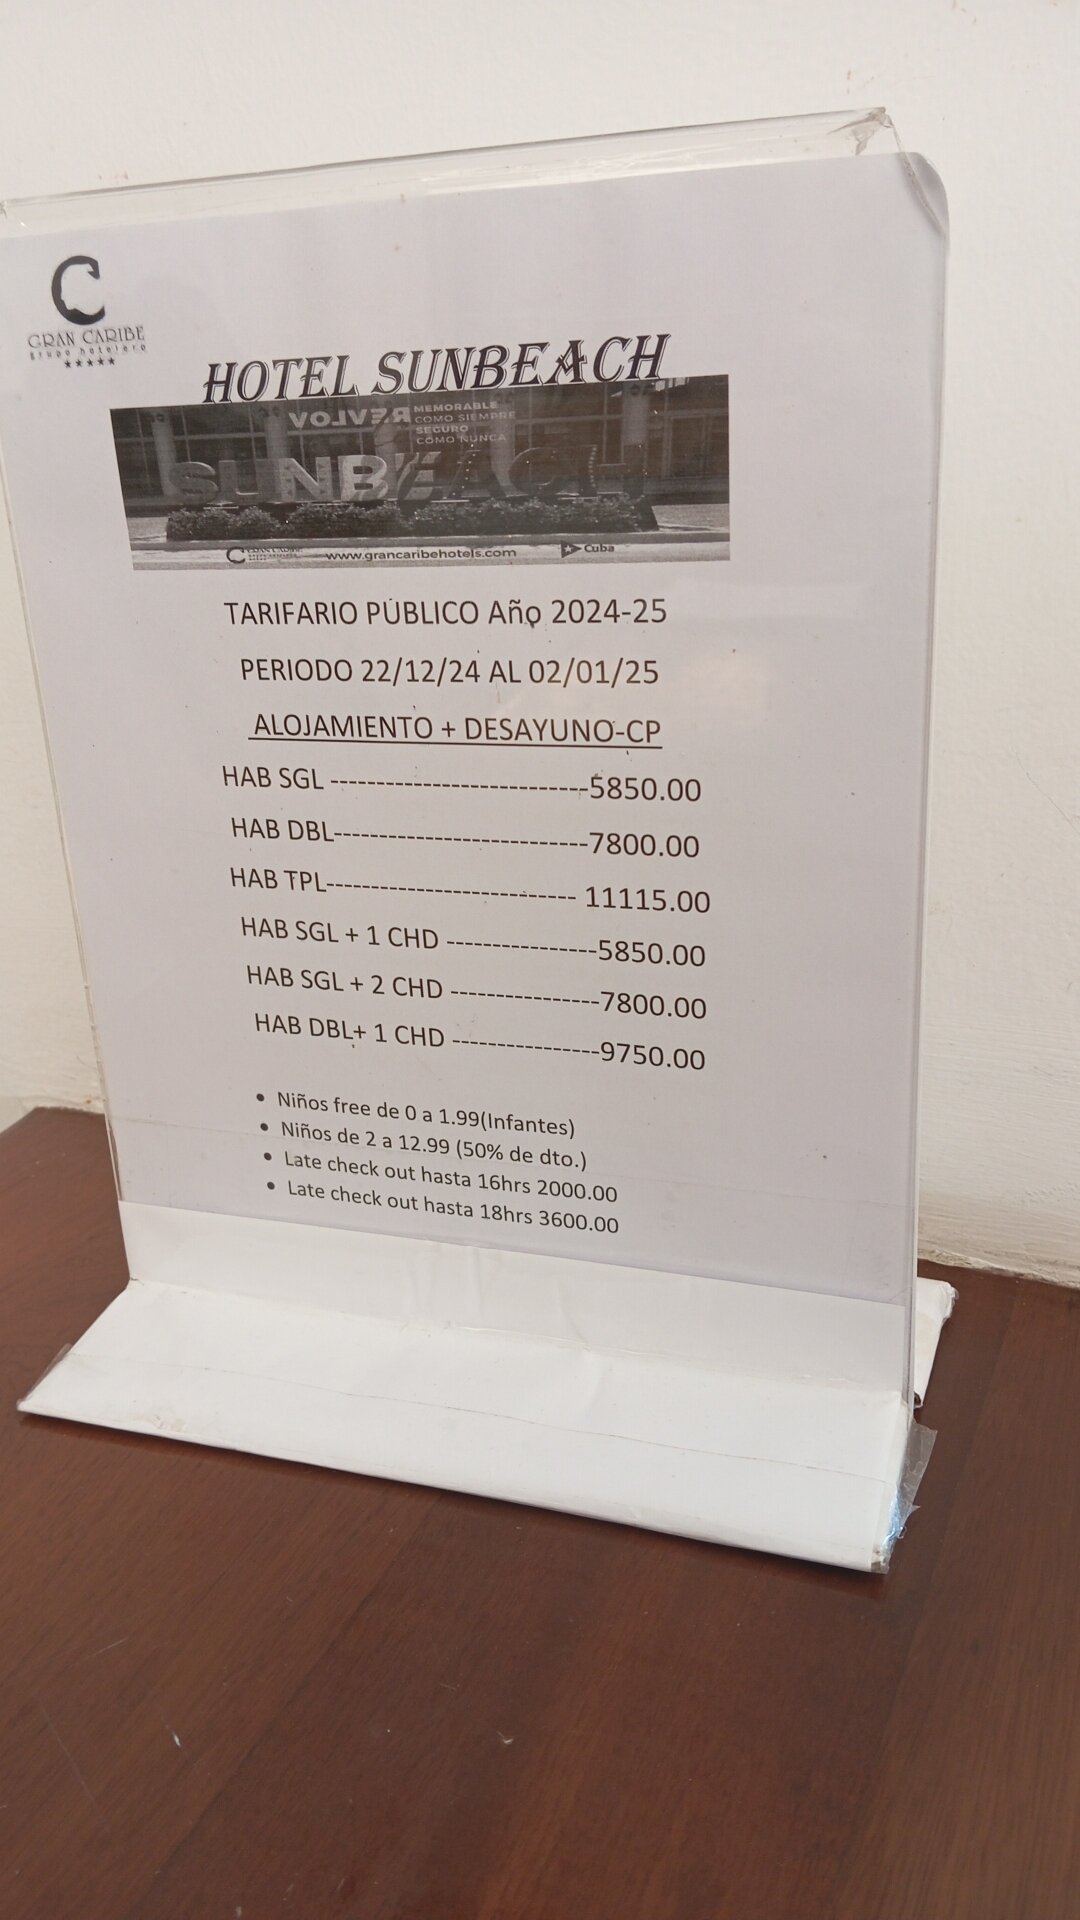 GRAN CARIBE
grupo hotelero
HOTEL SUNBEACH
VOLVER
MEMORABLE
COMO SIEMPRE
SEGURO
COMO NUNCA
SUNBEACH
www.grancaribehotels.com
Cuba
TARIFARIO PÚBLICO Año 2024-25
PERIODO 22/12/24 AL 02/01/25
ALOJAMIENTO + DESAYUNO-CP
HAB SGL ----------------------------5850.00
HAB DBL----------------------------7800.00
HAB TPL--------------------------- 11115.00
HAB SGL + 1 CHD ----------------5850.00
HAB SGL + 2 CHD ----------------7800.00
HAB DBL+ 1 CHD ----------------9750.00
• Niños free de 0 a 1.99(Infantes)
• Niños de 2 a 12.99 (50% de dto.)
• Late check out hasta 16hrs 2000.00
• Late check out hasta 18hrs 3600.00